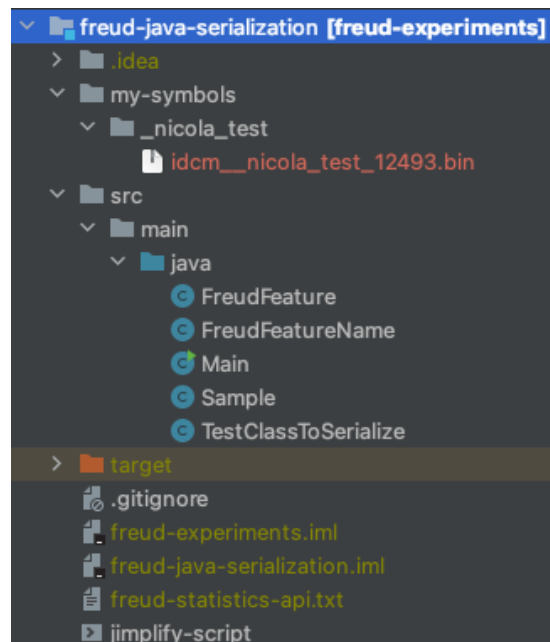 freud-java-serialization [freud-experiments]
.idea
my-symbols
_nicola_test
idcm__nicola_test_12493.bin
src
main
java
FreudFeature
FreudFeatureName
Main
Sample
TestClassToSerialize
target
.gitignore
freud-experiments.iml
freud-java-serialization.iml
freud-statistics-api.txt
jimplify-script